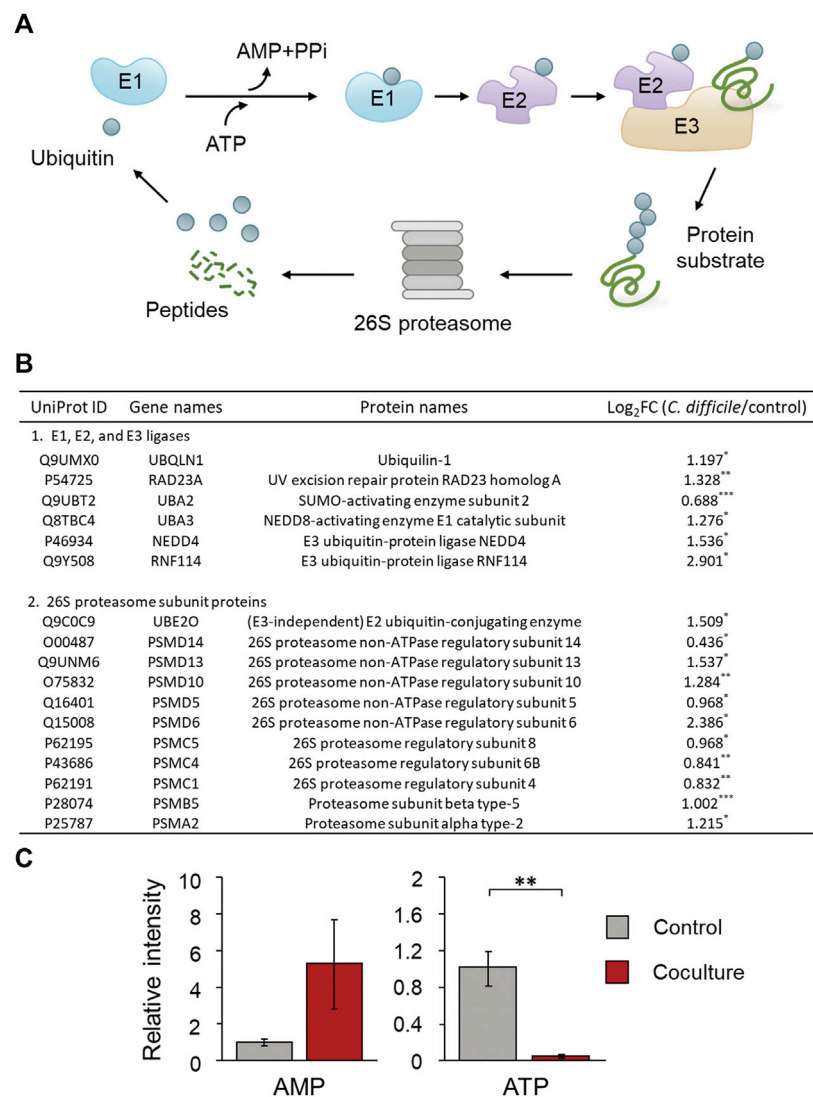 A
AMP+PPi
E1
ATP
Ubiquitin
E1
E2
E2
E3
Protein
substrate
26S proteasome
Peptides
B
UniProt ID Gene names Protein names Log2FC (C. difficile/control)
1. E1, E2, and E3 ligases
Q9UMX0 UBQLN1 Ubiquilin-1 1.197*
P54725 RAD23A UV excision repair protein RAD23 homolog A 1.328**
Q9UBT2 UBA2 SUMO-activating enzyme subunit 2 0.688***
Q8TBC4 UBA3 NEDD8-activating enzyme E1 catalytic subunit 1.276*
P46934 NEDD4 E3 ubiquitin-protein ligase NEDD4 1.536*
Q9Y508 RNF114 E3 ubiquitin-protein ligase RNF114 2.901*
2. 26S proteasome subunit proteins
Q9C0C9 UBE2O (E3-independent) E2 ubiquitin-conjugating enzyme 1.509*
O00487 PSMD14 26S proteasome non-ATPase regulatory subunit 14 0.436*
Q9UNM6 PSMD13 26S proteasome non-ATPase regulatory subunit 13 1.537*
O75832 PSMD10 26S proteasome non-ATPase regulatory subunit 10 1.284**
Q16401 PSMD5 26S proteasome non-ATPase regulatory subunit 5 0.968*
Q15008 PSMD6 26S proteasome non-ATPase regulatory subunit 6 2.386*
P62195 PSMC5 26S proteasome regulatory subunit 8 0.968*
P43686 PSMC4 26S proteasome regulatory subunit 6B 0.841**
P62191 PSMC1 26S proteasome regulatory subunit 4 0.832**
P28074 PSMB5 Proteasome subunit beta type-5 1.002***
P25787 PSMA2 Proteasome subunit alpha type-2 1.215*
C
Relative intensity
10
8
6
4
2
0
AMP
2
1.6
1.2
0.8
0.4
0
**
ATP
Control
Coculture